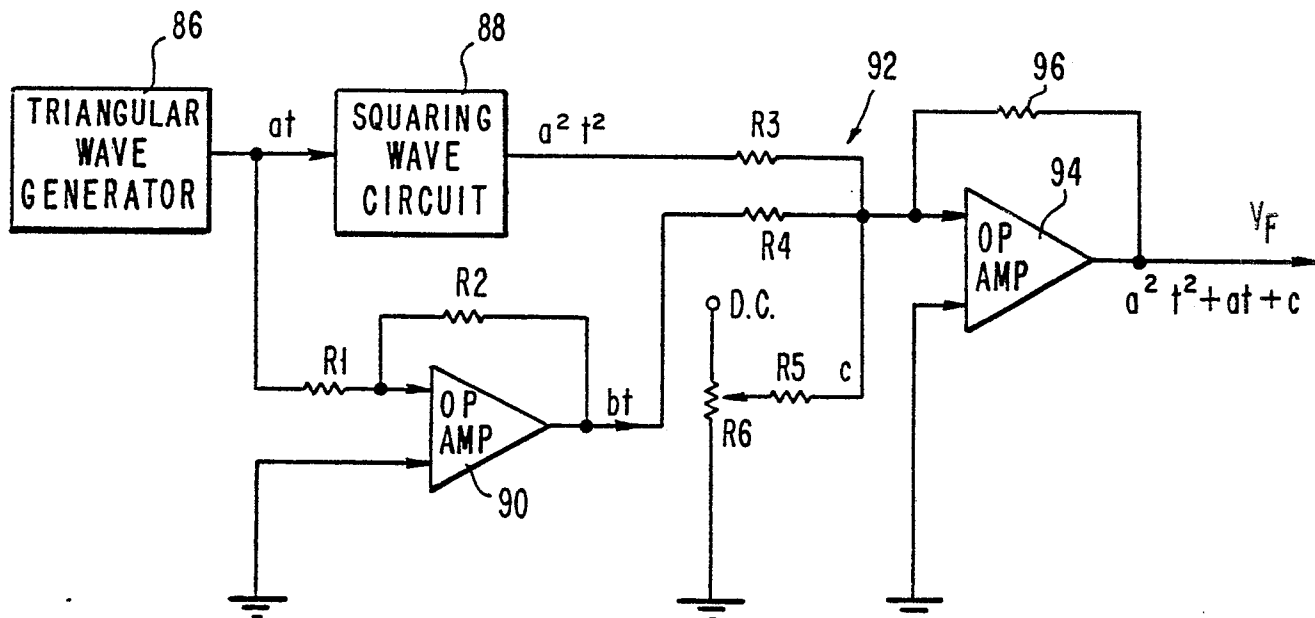 86
88
92
96
TRIANGULAR
WAVE
GENERATOR
at
SQUARING
WAVE
CIRCUIT
a² t²
R3
R4
94
OP
AMP
V_F
a² t² + at + c
R2
D.C.
R1
R5
c
R6
OP
AMP
bt
90